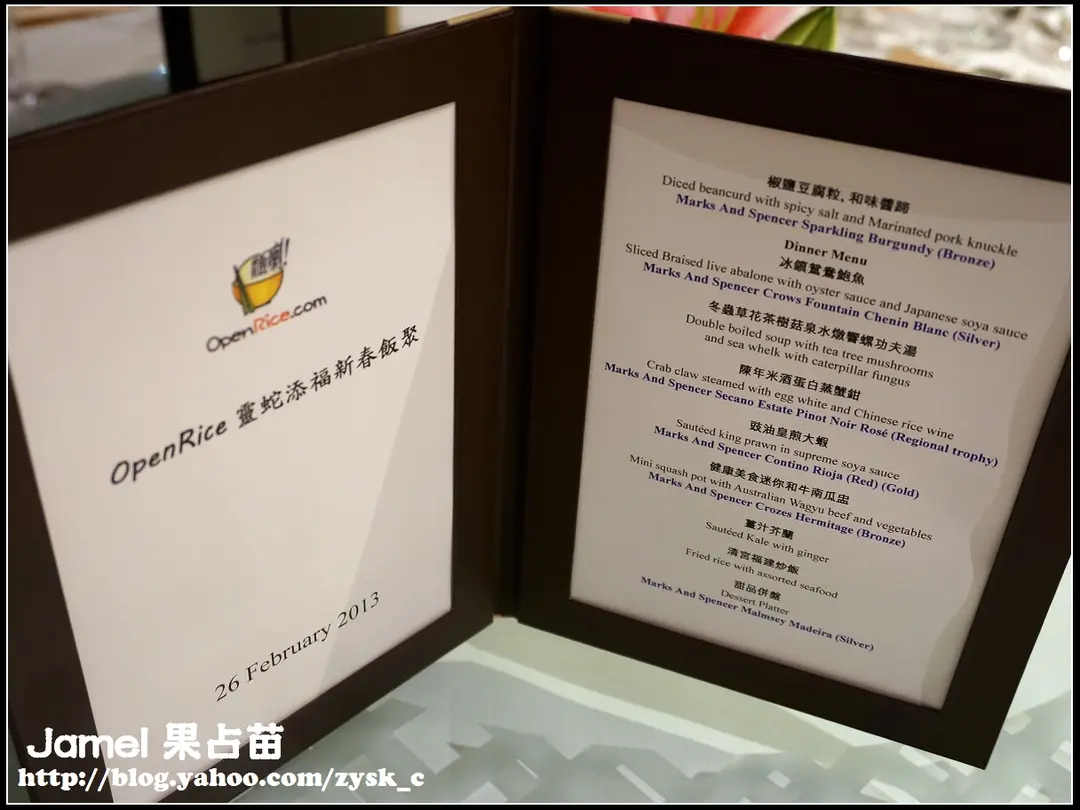 開飯喇!
OpenRice.com
OpenRice 靈蛇添福新春飯聚
26 February 2013
椒鹽豆腐粒, 和味醬蹄
Diced beancurd with spicy salt and Marinated pork knuckle
Marks And Spencer Sparkling Burgundy (Bronze)
Dinner Menu
冰鎮鴛鴦鮑魚
Sliced Braised live abalone with oyster sauce and Japanese soya sauce
Marks And Spencer Crows Fountain Chenin Blanc (Silver)
冬蟲草花茶樹菇泉水燉響螺功夫湯
Double boiled soup with tea tree mushrooms
and sea whelk with caterpillar fungus
陳年米酒蛋白蒸蟹鉗
Crab claw steamed with egg white and Chinese rice wine
Marks And Spencer Secano Estate Pinot Noir Rosé (Regional trophy)
豉油皇煎大蝦
Sautéed king prawn in supreme soya sauce
Marks And Spencer Contino Rioja (Red) (Gold)
健康美食迷你和牛南瓜盅
Mini squash pot with Australian Wagyu beef and vegetables
Marks And Spencer Crozes Hermitage (Bronze)
薑汁芥蘭
Sautéed Kale with ginger
清宮福建炒飯
Fried rice with assorted seafood
甜品併盤
Dessert Platter
Marks And Spencer Malmsey Madeira (Silver)
Jamel 果占苗
http://blog.yahoo.com/zysk_c